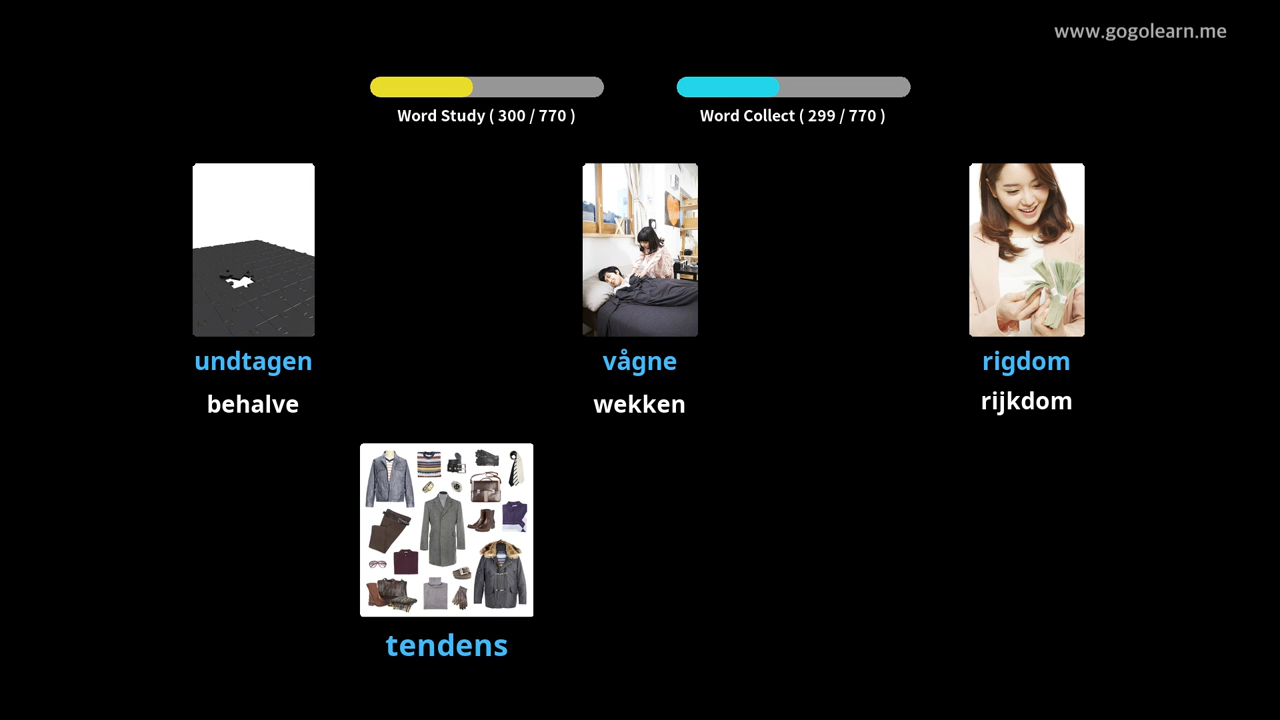 www.gogolearn.me
Word Study ( 300 / 770 )
Word Collect ( 299 / 770 )
undtagen
vågne
rigdom
behalve
wekken
rijkdom
tendens